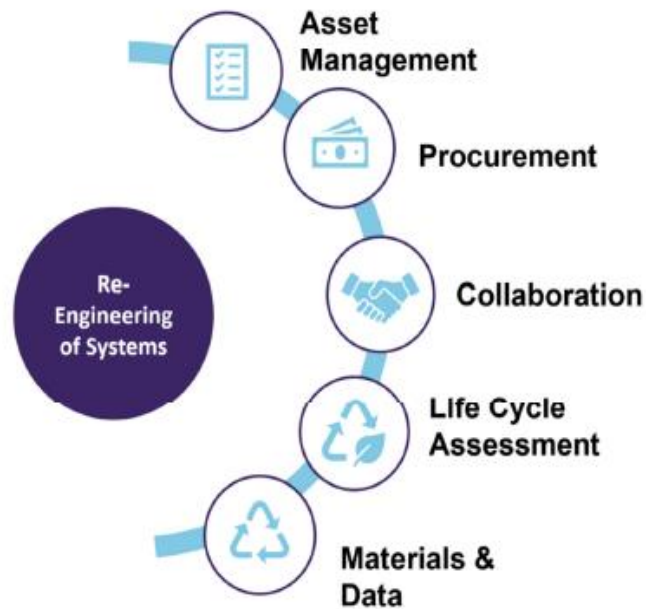 Asset
Management
Procurement
Collaboration
Re-
Engineering
of Systems
Life Cycle
Assessment
Materials &
Data